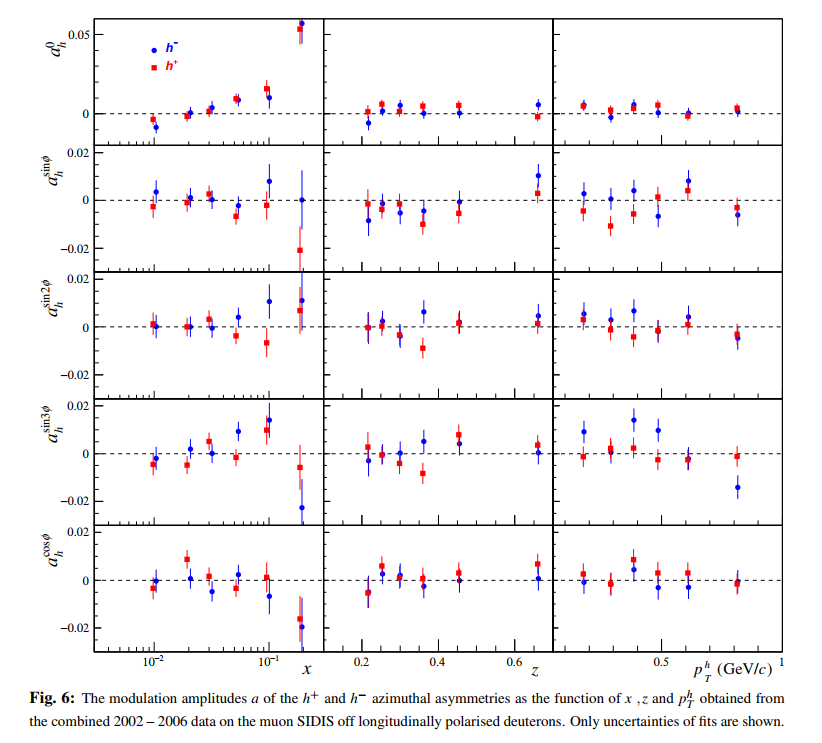 a_h^0
0.05
0
h⁻
h⁺
a_h^{sinϕ}
0.02
0
−0.02
a_h^{sin2ϕ}
0.02
0
−0.02
a_h^{sin3ϕ}
0.02
0
−0.02
a_h^{cosϕ}
0.02
0
−0.02
10⁻² 10⁻¹ x 0.2 0.4 0.6 z 0.5 1 p_T^h (GeV/c)
Fig. 6: The modulation amplitudes a of the h⁺ and h⁻ azimuthal asymmetries as the function of x ,z and p_T^h obtained from
the combined 2002 – 2006 data on the muon SIDIS off longitudinally polarised deuterons. Only uncertainties of fits are shown.